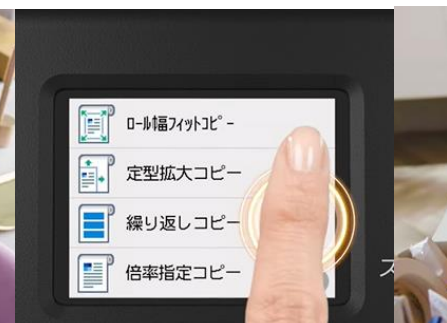 ﾛｰﾙ幅ﾌｨｯﾄｺﾋﾟｰ
定型拡大コピー
繰り返しコピー
倍率指定コピー
ス